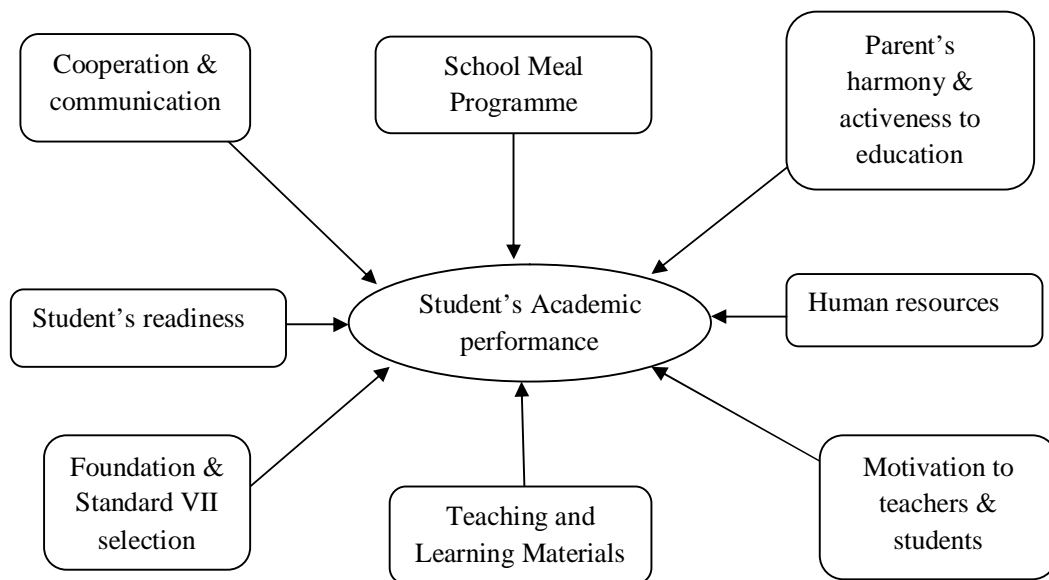 Cooperation &
communication
School Meal
Programme
Parent’s
harmony &
activeness to
education
Student’s readiness
Student’s Academic
performance
Human resources
Foundation &
Standard VII
selection
Teaching and
Learning Materials
Motivation to
teachers &
students